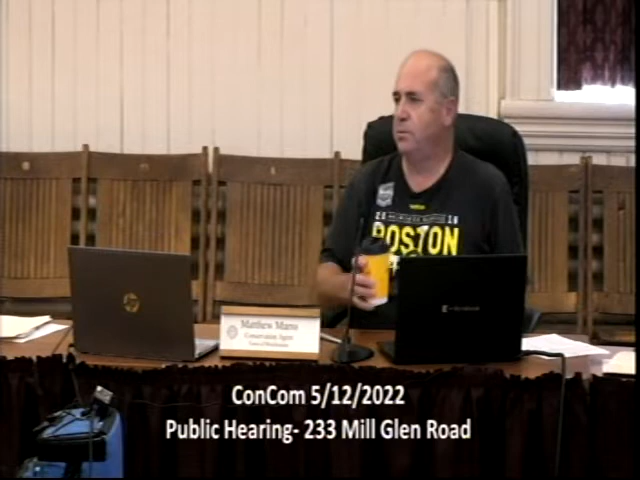 BOSTON
Matthew Marro
Conservation Agent
ConCom 5/12/2022
Public Hearing- 233 Mill Glen Road